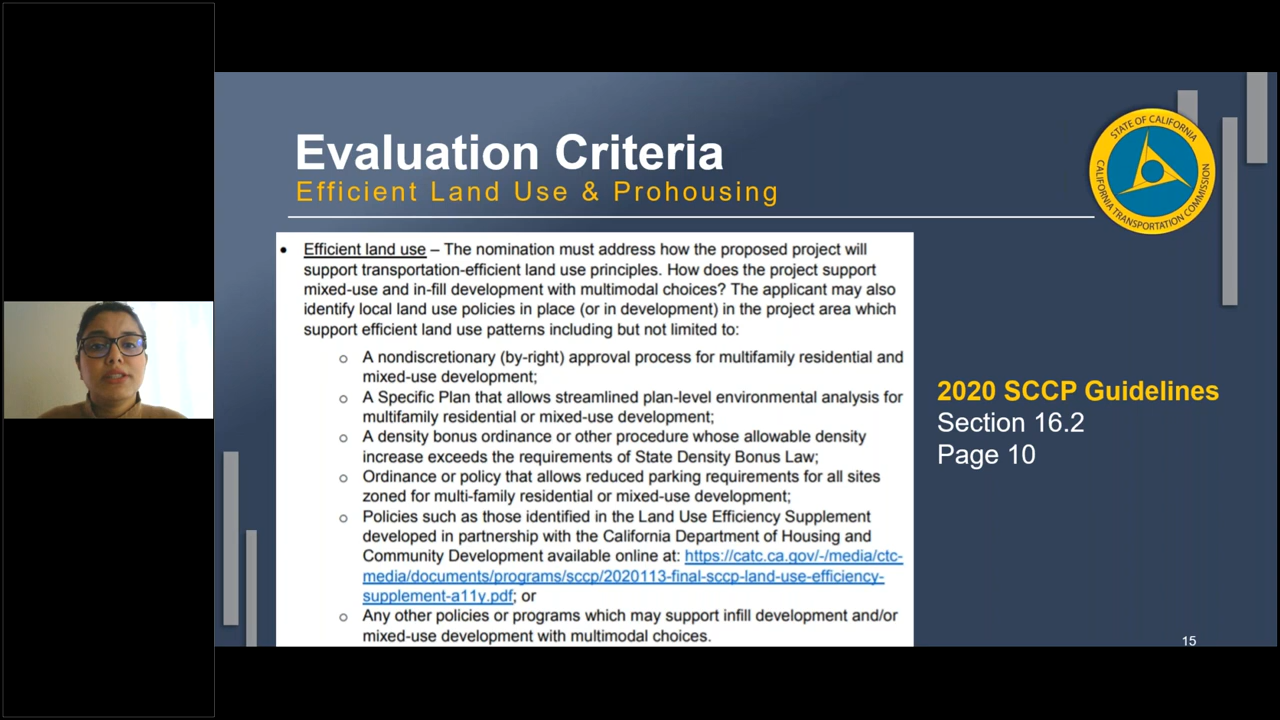 Evaluation Criteria
Efficient Land Use & Prohousing
STATE OF CALIFORNIA
CALIFORNIA TRANSPORTATION COMMISSION
• Efficient land use – The nomination must address how the proposed project will
support transportation-efficient land use principles. How does the project support
mixed-use and in-fill development with multimodal choices? The applicant may also
identify local land use policies in place (or in development) in the project area which
support efficient land use patterns including but not limited to:
o A nondiscretionary (by-right) approval process for multifamily residential and
mixed-use development;
o A Specific Plan that allows streamlined plan-level environmental analysis for
multifamily residential or mixed-use development;
o A density bonus ordinance or other procedure whose allowable density
increase exceeds the requirements of State Density Bonus Law;
o Ordinance or policy that allows reduced parking requirements for all sites
zoned for multi-family residential or mixed-use development;
o Policies such as those identified in the Land Use Efficiency Supplement
developed in partnership with the California Department of Housing and
Community Development available online at: https://catc.ca.gov/-/media/ctc-
media/documents/programs/sccp/2020113-final-sccp-land-use-efficiency-
supplement-a11y.pdf; or
o Any other policies or programs which may support infill development and/or
mixed-use development with multimodal choices.
2020 SCCP Guidelines
Section 16.2
Page 10
15